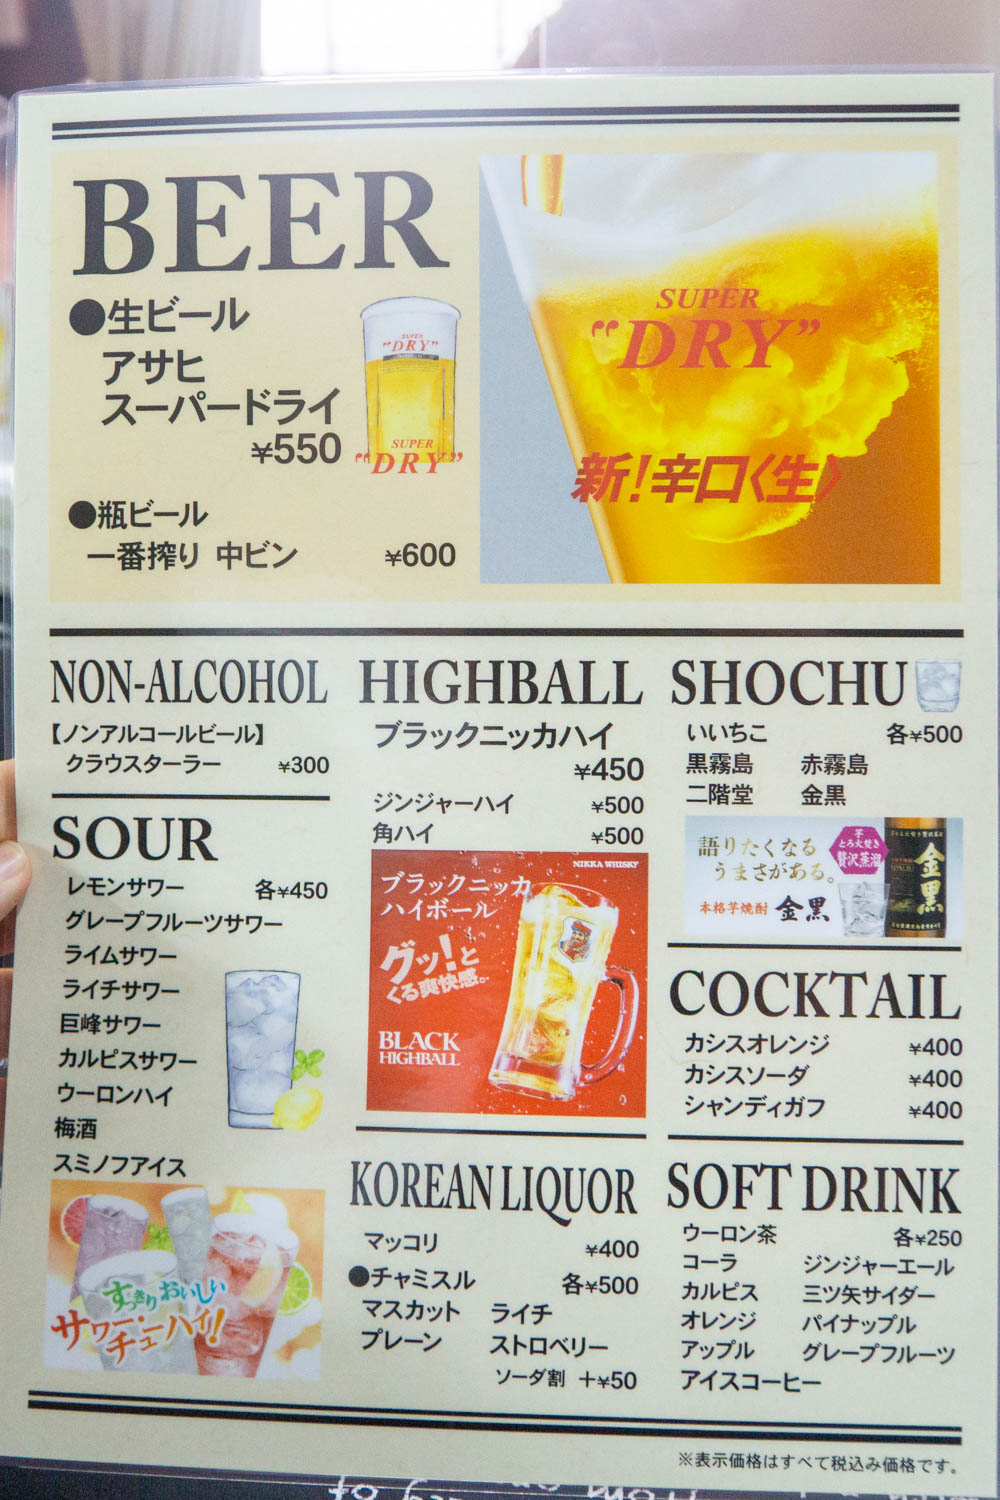 BEER
●生ビール
アサヒ
スーパードライ
¥550
SUPER
"DRY"
SUPER
"DRY"
●瓶ビール
一番搾り 中ビン ¥600
SUPER
"DRY"
新!辛口〈生〉
NON-ALCOHOL
【ノンアルコールビール】
クラウスターラー ¥300
SOUR
レモンサワー 各¥450
グレープフルーツサワー
ライムサワー
ライチサワー
巨峰サワー
カルピスサワー
ウーロンハイ
梅酒
スミノフアイス
すっきりおいしい
サワー・
チューハイ!
HIGHBALL
ブラックニッカハイ
¥450
ジンジャーハイ ¥500
角ハイ ¥500
NIKKA WHISKY
ブラックニッカ
ハイボール
グッ!と
くる爽快感。
BLACK
HIGHBALL
KOREAN LIQUOR
マッコリ ¥400
●チャミスル 各¥500
マスカット ライチ
プレーン ストロベリー
ソーダ割 +¥50
SHOCHU
いいちこ 各¥500
黒霧島 赤霧島
二階堂 金黒
語りたくなる
うまさがある。
本格芋焼酎 金黒
芋
とろ火焚き
贅沢蒸溜
金黒
COCKTAIL
カシスオレンジ ¥400
カシスソーダ ¥400
シャンディガフ ¥400
SOFT DRINK
ウーロン茶 各¥250
コーラ ジンジャーエール
カルピス 三ツ矢サイダー
オレンジ パイナップル
アップル グレープフルーツ
アイスコーヒー
※表示価格はすべて税込み価格です。